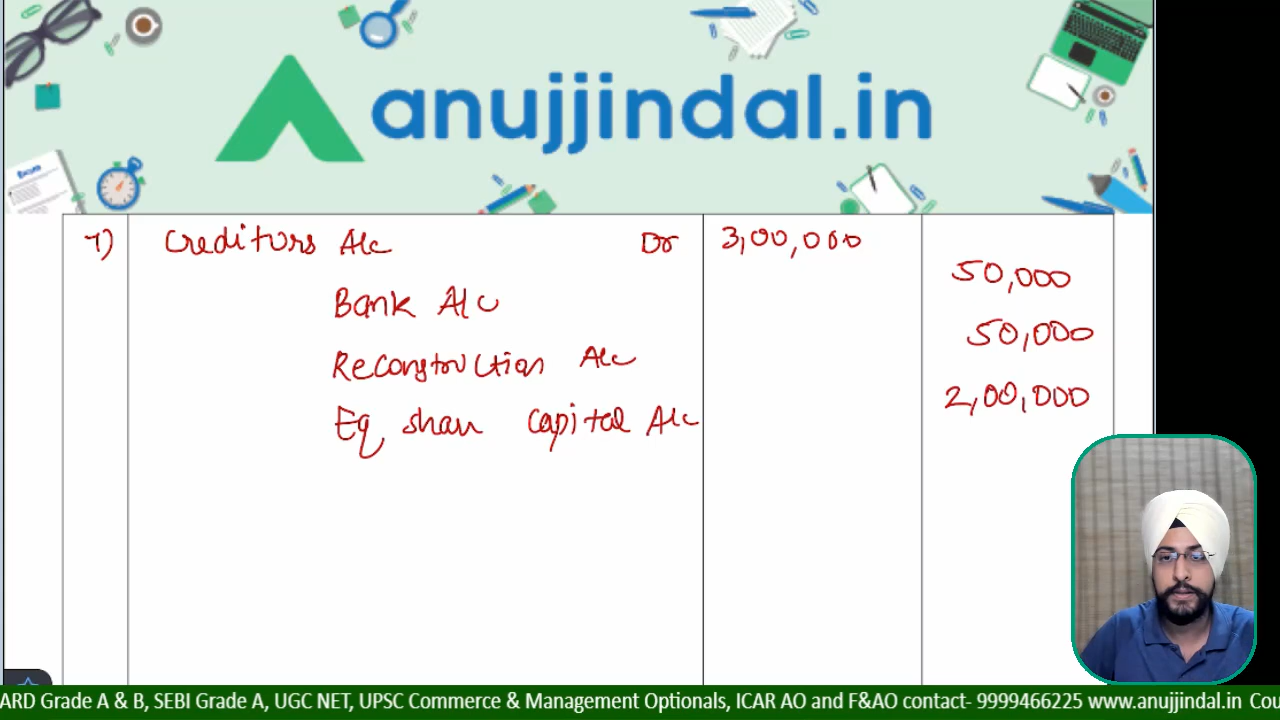 Excuses
anujjindal.in
7) Creditors A/c Dr 3,00,000
50,000
Bank A/c
50,000
Reconstruction A/c
2,00,000
Eq share Capital A/c
ARD Grade A & B, SEBI Grade A, UGC NET, UPSC Commerce & Management Optionals, ICAR AO and F&AO contact- 9999466225 www.anujjindal.in Cou